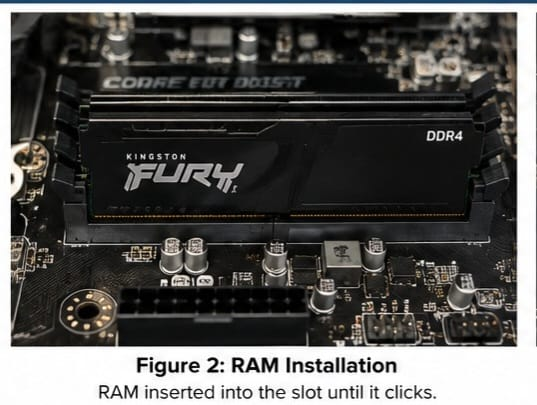 KINGSTON
FURY
DDR4
Figure 2: RAM Installation
RAM inserted into the slot until it clicks.